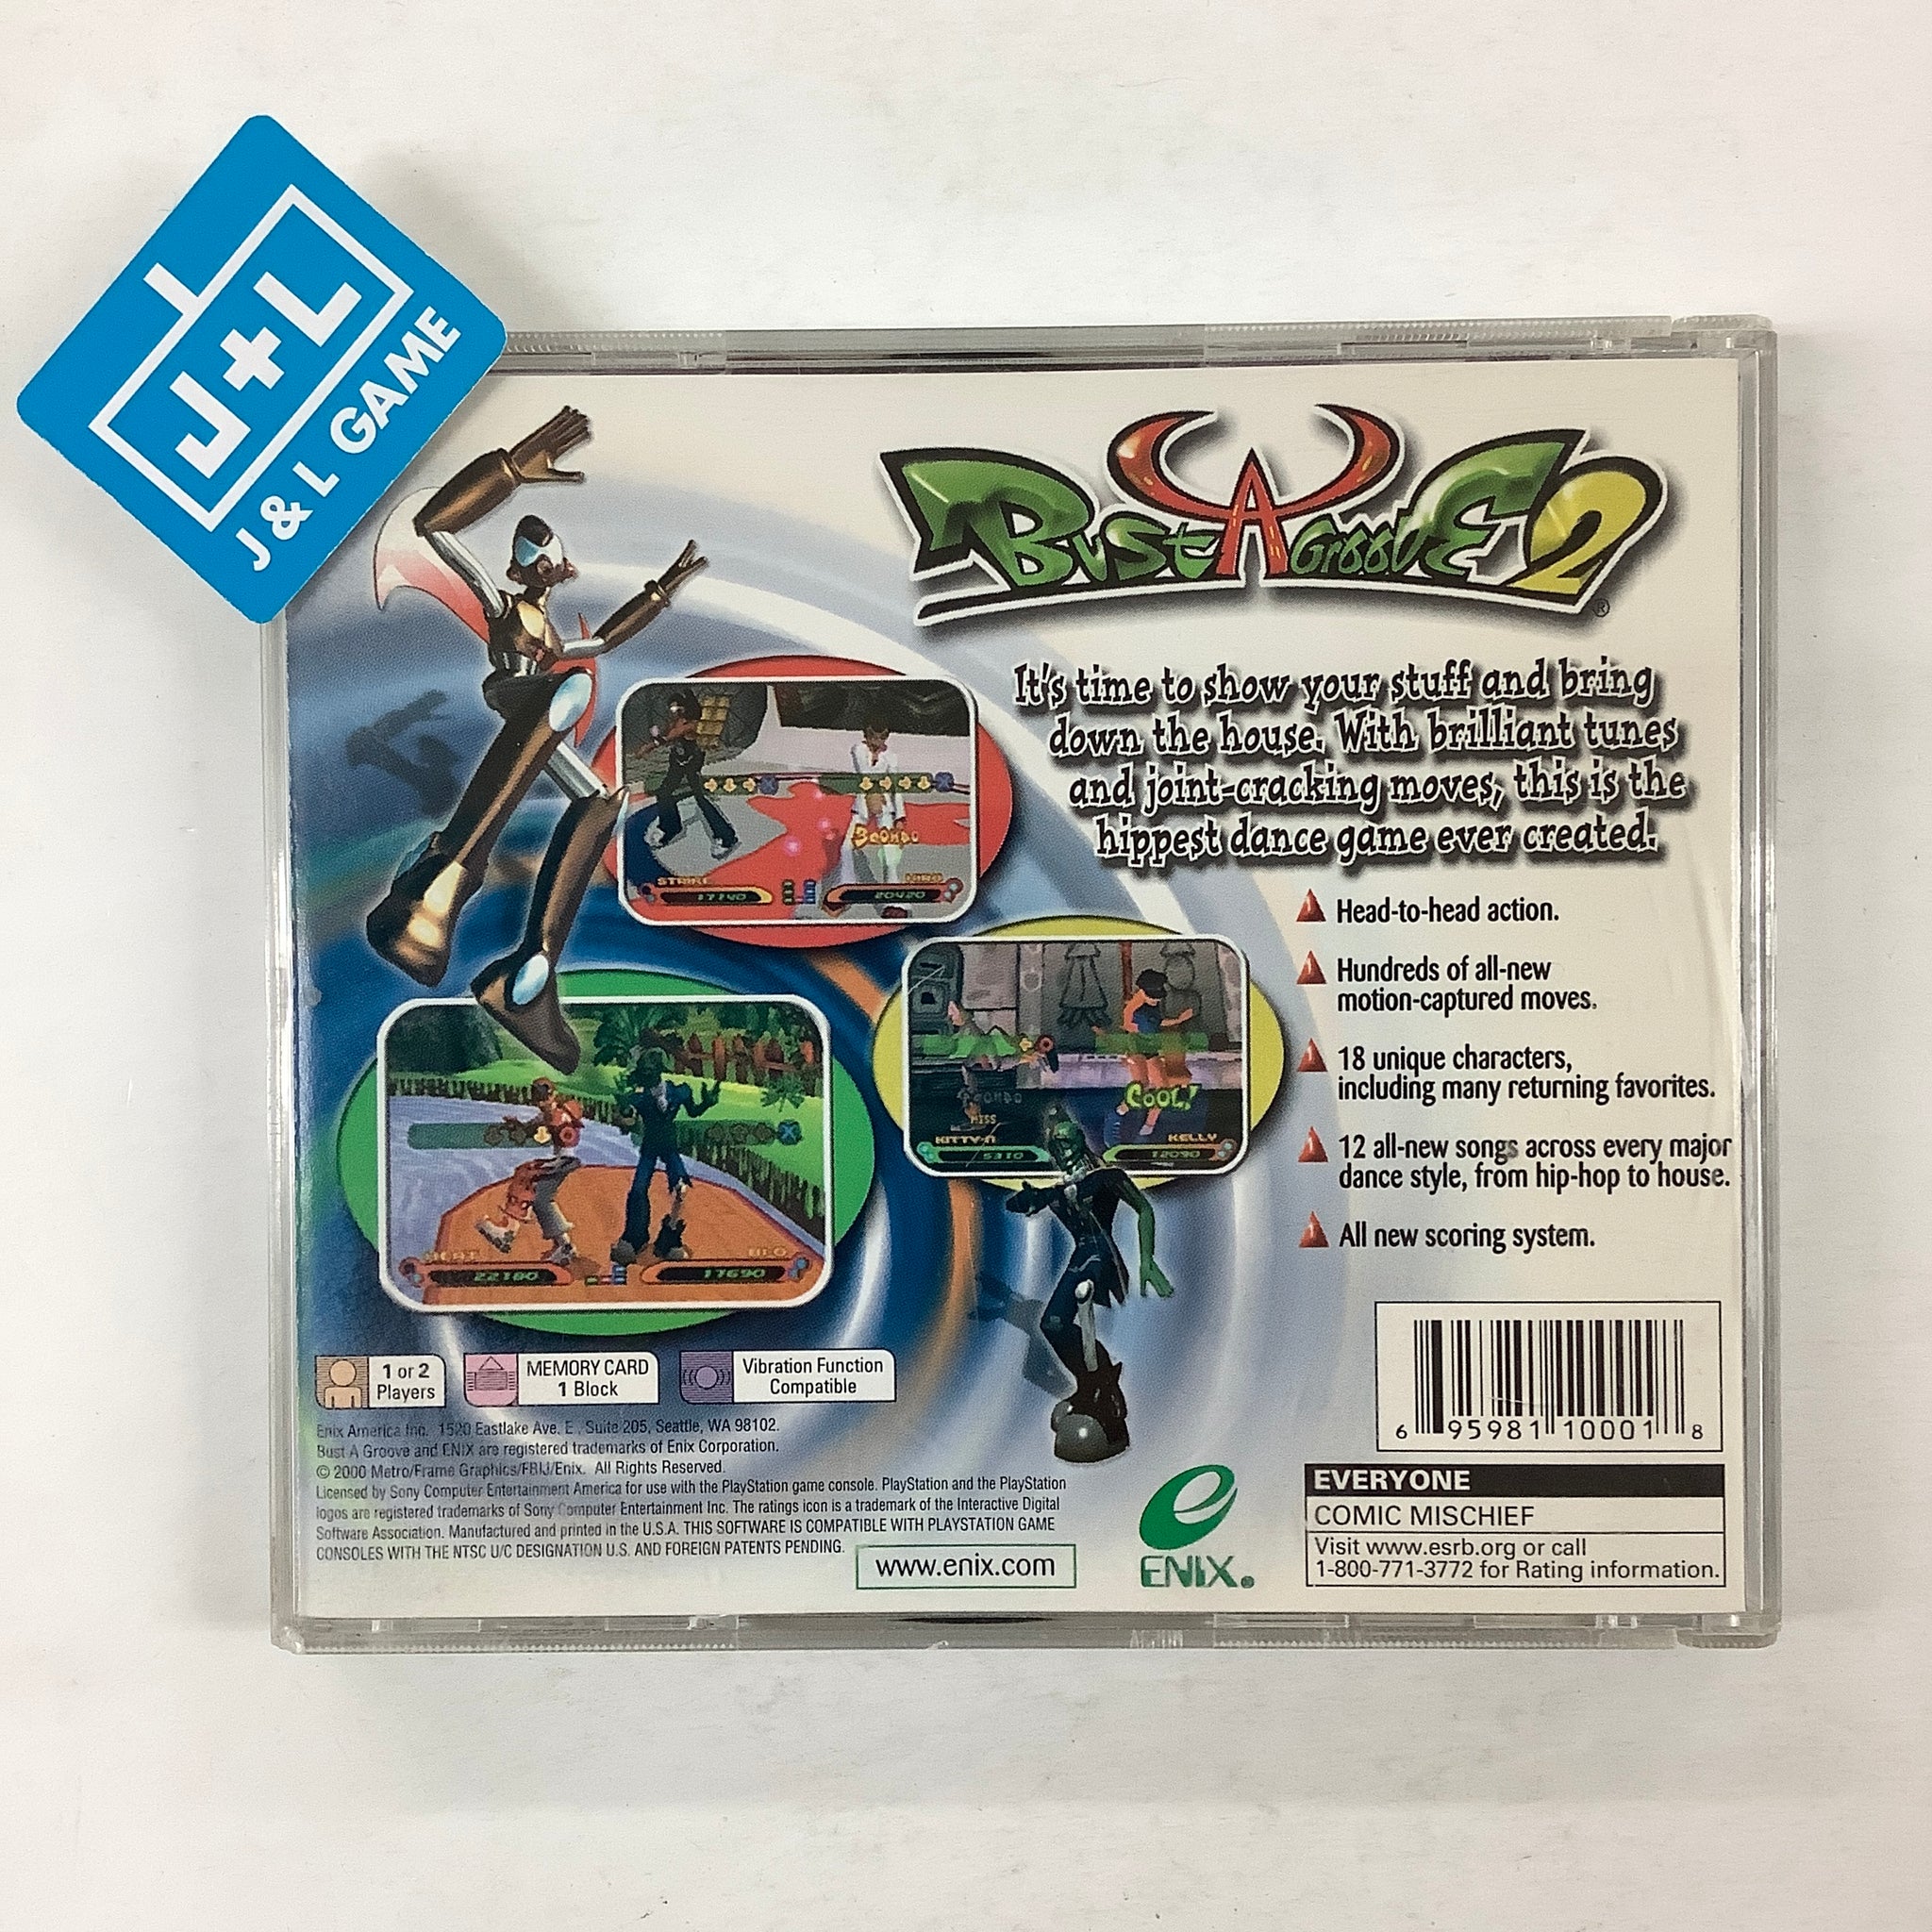 J+L
J & L GAME
BUST A GROOVE 2
®
It's time to show your stuff and bring
down the house. With brilliant tunes
and joint-cracking moves, this is the
hippest dance game ever created.
Head-to-head action.
Hundreds of all-new
motion-captured moves.
18 unique characters,
including many returning favorites.
12 all-new songs across every major
dance style, from hip-hop to house.
All new scoring system.
STRIKE
HIRO
17740
20420
COOL!
MISS
KITTY-N
KELLY
5310
12090
HEAT
22180
17690
1 or 2
Players
MEMORY CARD
1 Block
Vibration Function
Compatible
Enix America Inc. 1520 Eastlake Ave. E., Suite 205, Seattle, WA 98102.
Bust A Groove and ENIX are registered trademarks of Enix Corporation.
© 2000 Metro/Frame Graphics/FBIJ/Enix. All Rights Reserved.
Licensed by Sony Computer Entertainment America for use with the PlayStation game console. PlayStation and the PlayStation
logos are registered trademarks of Sony Computer Entertainment Inc. The ratings icon is a trademark of the Interactive Digital
Software Association. Manufactured and printed in the U.S.A. THIS SOFTWARE IS COMPATIBLE WITH PLAYSTATION GAME
CONSOLES WITH THE NTSC U/C DESIGNATION U.S. AND FOREIGN PATENTS PENDING.
www.enix.com
ENIX®
6 95981 10001 8
EVERYONE
COMIC MISCHIEF
Visit www.esrb.org or call
1-800-771-3772 for Rating information.